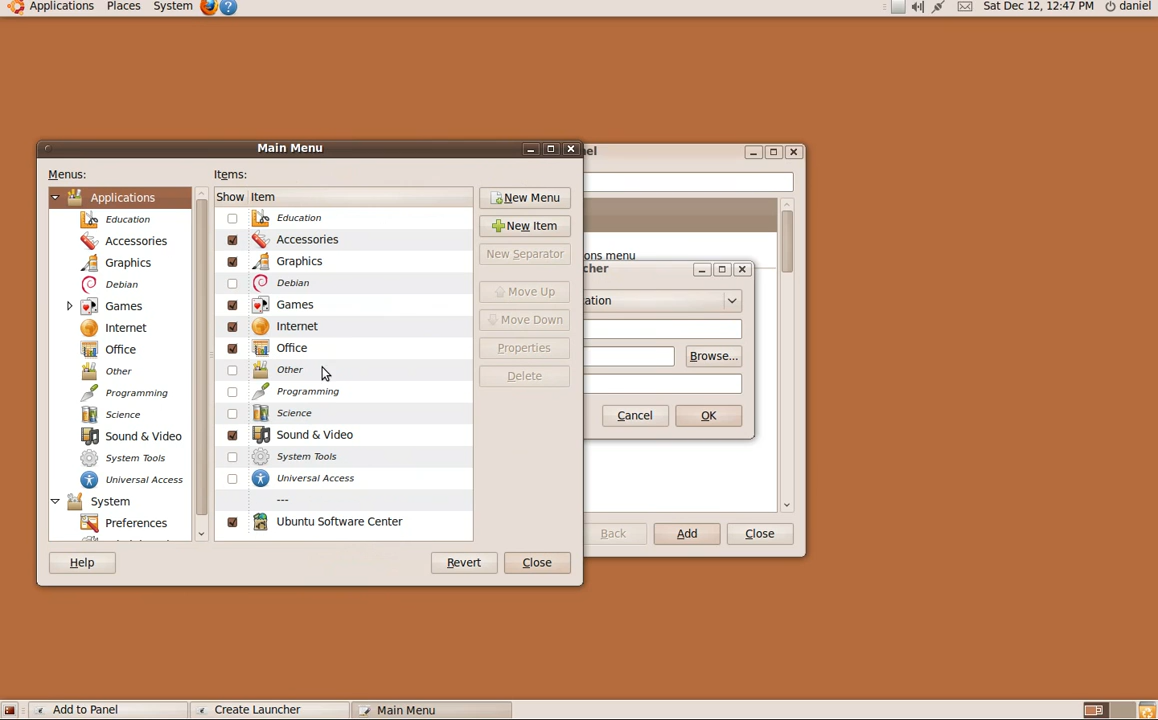 Applications Places System ? Sat Dec 12, 12:47 PM daniel
Main Menu
Menus:
Applications
Education
Accessories
Graphics
Debian
Games
Internet
Office
Other
Programming
Science
Sound & Video
System Tools
Universal Access
System
Preferences
Items:
Show Item
Education
Accessories
Graphics
Debian
Games
Internet
Office
Other
Programming
Science
Sound & Video
System Tools
Universal Access
---
Ubuntu Software Center
New Menu
New Item
New Separator
Move Up
Move Down
Properties
Delete
Help
Revert
Close
nel
ons menu
cher
ation
Browse...
Cancel
OK
Back
Add
Close
Add to Panel
Create Launcher
Main Menu